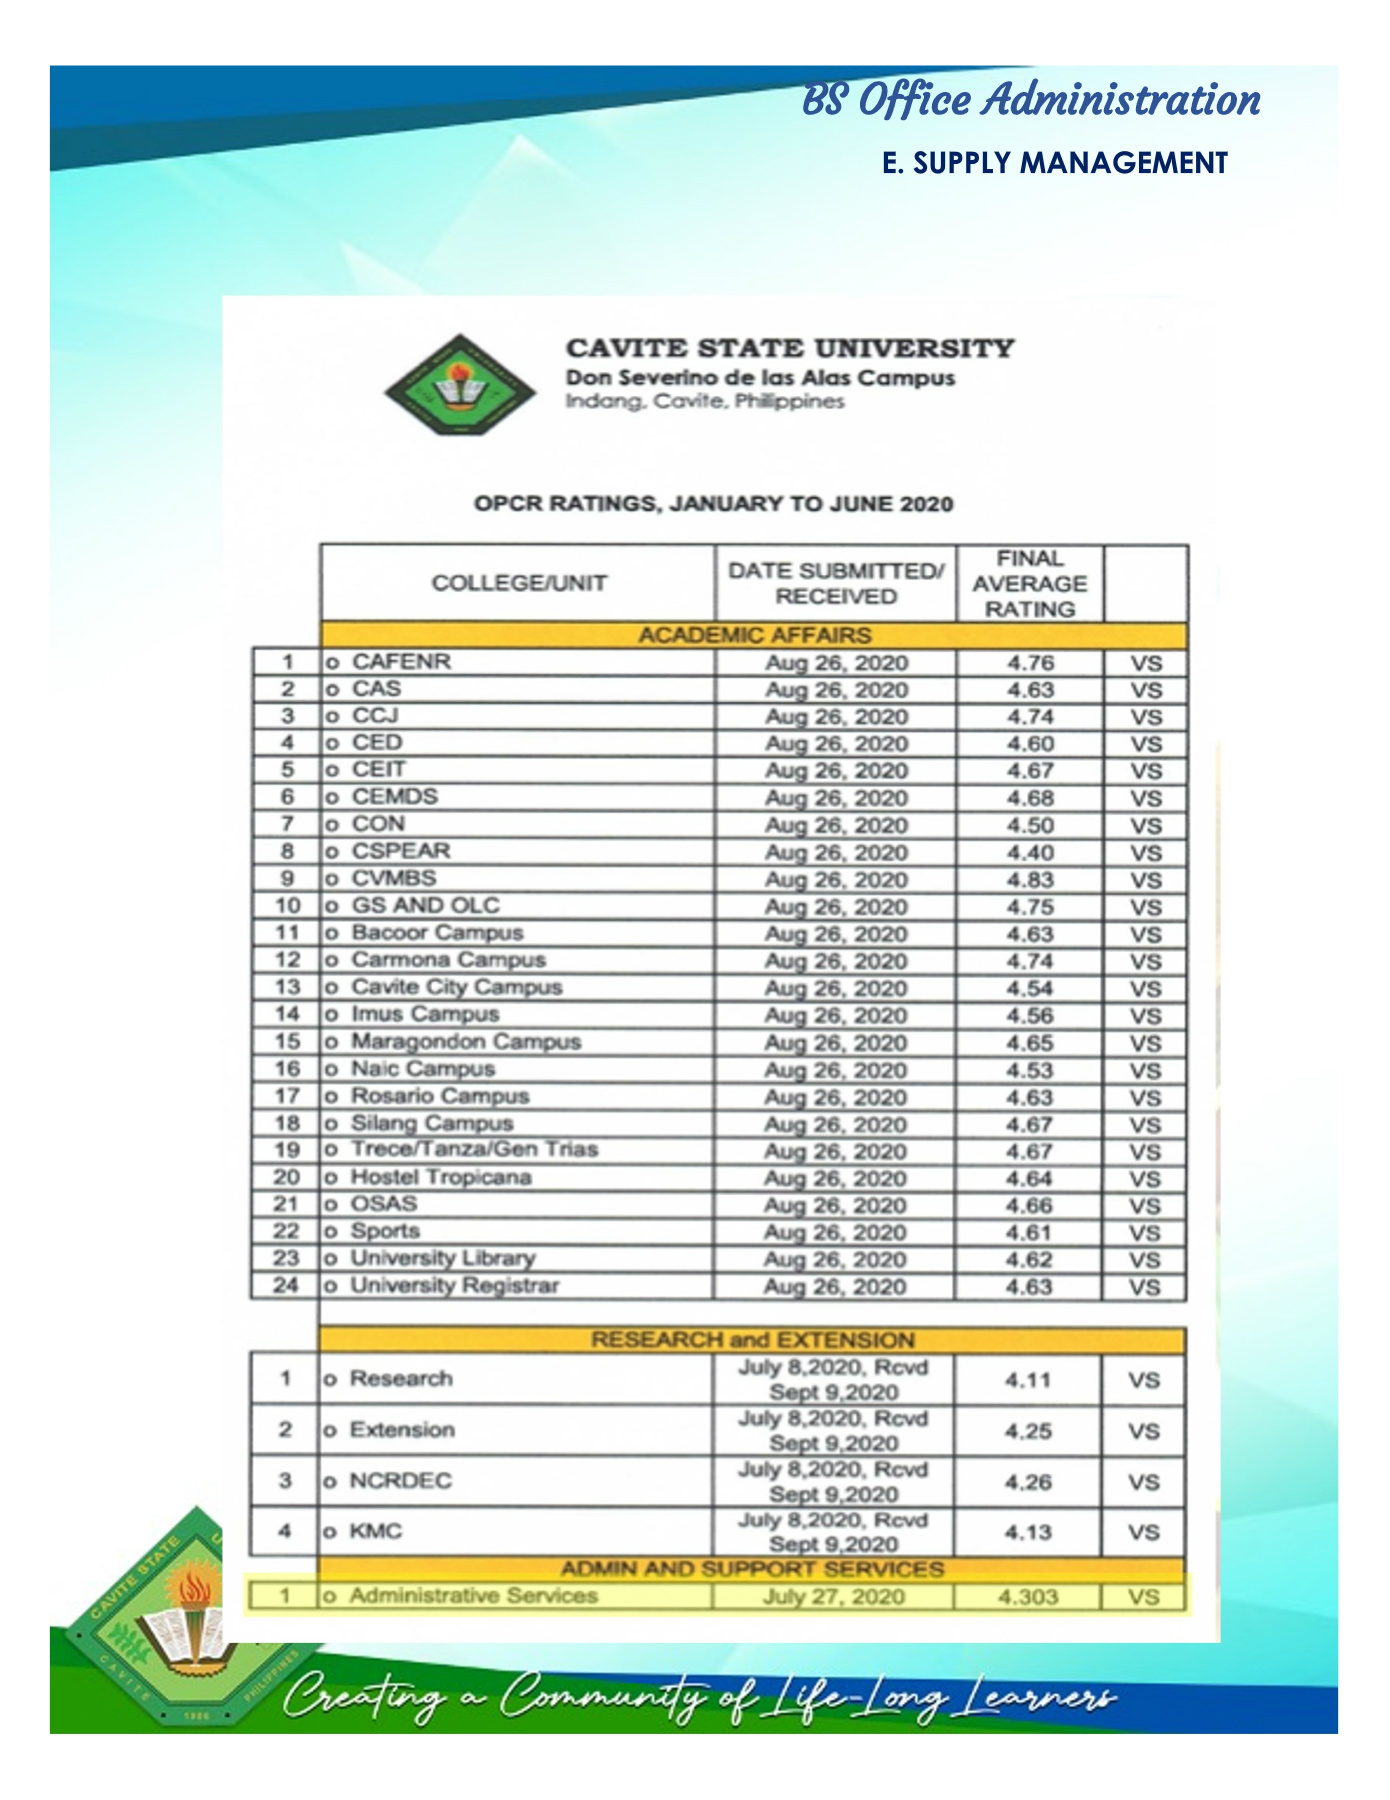 BS Office Administration
E. SUPPLY MANAGEMENT
CAVITE STATE UNIVERSITY
Don Severino de las Alas Campus
Indang, Cavite, Philippines
OPCR RATINGS, JANUARY TO JUNE 2020
COLLEGE/UNIT DATE SUBMITTED/ RECEIVED FINAL AVERAGE RATING
ACADEMIC AFFAIRS
1 o CAFENR Aug 26, 2020 4.76 VS
2 o CAS Aug 26, 2020 4.63 VS
3 o CCJ Aug 26, 2020 4.74 VS
4 o CED Aug 26, 2020 4.60 VS
5 o CEIT Aug 26, 2020 4.67 VS
6 o CEMDS Aug 26, 2020 4.68 VS
7 o CON Aug 26, 2020 4.50 VS
8 o CSPEAR Aug 26, 2020 4.40 VS
9 o CVMBS Aug 26, 2020 4.83 VS
10 o GS AND OLC Aug 26, 2020 4.75 VS
11 o Bacoor Campus Aug 26, 2020 4.63 VS
12 o Carmona Campus Aug 26, 2020 4.74 VS
13 o Cavite City Campus Aug 26, 2020 4.54 VS
14 o Imus Campus Aug 26, 2020 4.56 VS
15 o Maragondon Campus Aug 26, 2020 4.65 VS
16 o Naic Campus Aug 26, 2020 4.53 VS
17 o Rosario Campus Aug 26, 2020 4.63 VS
18 o Silang Campus Aug 26, 2020 4.67 VS
19 o Trece/Tanza/Gen Trias Aug 26, 2020 4.67 VS
20 o Hostel Tropicana Aug 26, 2020 4.64 VS
21 o OSAS Aug 26, 2020 4.66 VS
22 o Sports Aug 26, 2020 4.61 VS
23 o University Library Aug 26, 2020 4.62 VS
24 o University Registrar Aug 26, 2020 4.63 VS
RESEARCH and EXTENSION
1 o Research July 8,2020, Rcvd Sept 9,2020 4.11 VS
2 o Extension July 8,2020, Rcvd Sept 9,2020 4.25 VS
3 o NCRDEC July 8,2020, Rcvd Sept 9,2020 4.26 VS
4 o KMC July 8,2020, Rcvd Sept 9,2020 4.13 VS
ADMIN AND SUPPORT SERVICES
1 o Administrative Services July 27, 2020 4.303 VS
CAVITE STATE
CAVITE
1906
PHILIPPINES
Creating a Community of Life-Long Learners